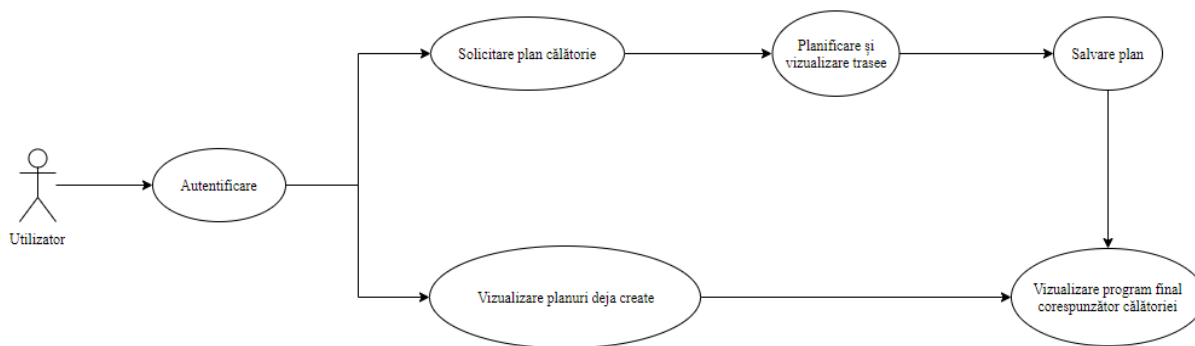 Solicitare plan călătorie
Planificare și
vizualizare trasee
Salvare plan
Autentificare
Utilizator
Vizualizare planuri deja create
Vizualizare program final
corespunzător călătoriei